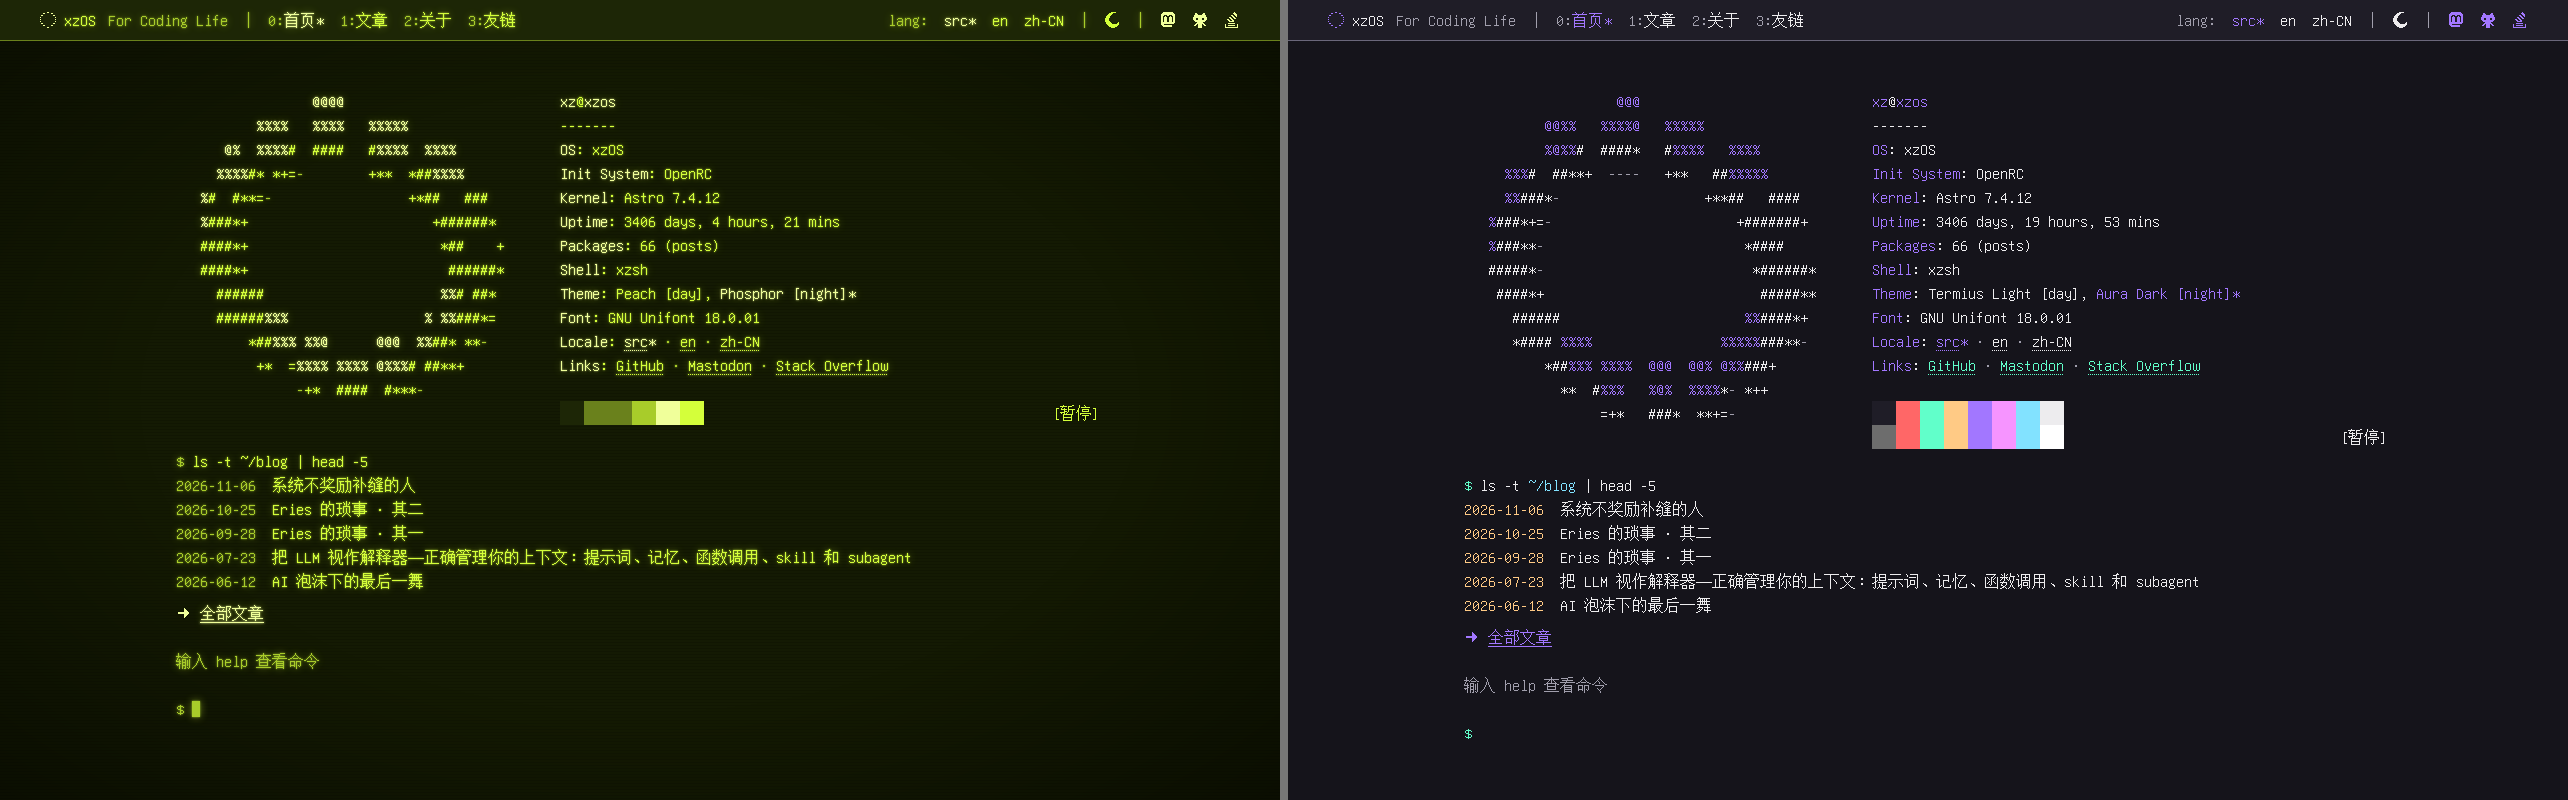 xzOS For Coding Life | 0:首页* 1:文章 2:关于 3:友链 lang: src* en zh-CN
xz@xzos
-------
OS: xzOS
Init System: OpenRC
Kernel: Astro 7.4.12
Uptime: 3406 days, 4 hours, 21 mins
Packages: 66 (posts)
Shell: xzsh
Theme: Peach [day], Phosphor [night]*
Font: GNU Unifont 18.0.01
Locale: src* · en · zh-CN
Links: GitHub · Mastodon · Stack Overflow
[暂停]
$ ls -t ~/blog | head -5
2026-11-06 系统不奖励补缝的人
2026-10-25 Eries 的琐事 · 其二
2026-09-28 Eries 的琐事 · 其一
2026-07-23 把 LLM 视作解释器—正确管理你的上下文：提示词、记忆、函数调用、skill 和 subagent
2026-06-12 AI 泡沫下的最后一舞
→ 全部文章
输入 help 查看命令
$
xzOS For Coding Life | 0:首页* 1:文章 2:关于 3:友链 lang: src* en zh-CN
xz@xzos
-------
OS: xzOS
Init System: OpenRC
Kernel: Astro 7.4.12
Uptime: 3406 days, 19 hours, 53 mins
Packages: 66 (posts)
Shell: xzsh
Theme: Termius Light [day], Aura Dark [night]*
Font: GNU Unifont 18.0.01
Locale: src* · en · zh-CN
Links: GitHub · Mastodon · Stack Overflow
[暂停]
$ ls -t ~/blog | head -5
2026-11-06 系统不奖励补缝的人
2026-10-25 Eries 的琐事 · 其二
2026-09-28 Eries 的琐事 · 其一
2026-07-23 把 LLM 视作解释器—正确管理你的上下文：提示词、记忆、函数调用、skill 和 subagent
2026-06-12 AI 泡沫下的最后一舞
→ 全部文章
输入 help 查看命令
$